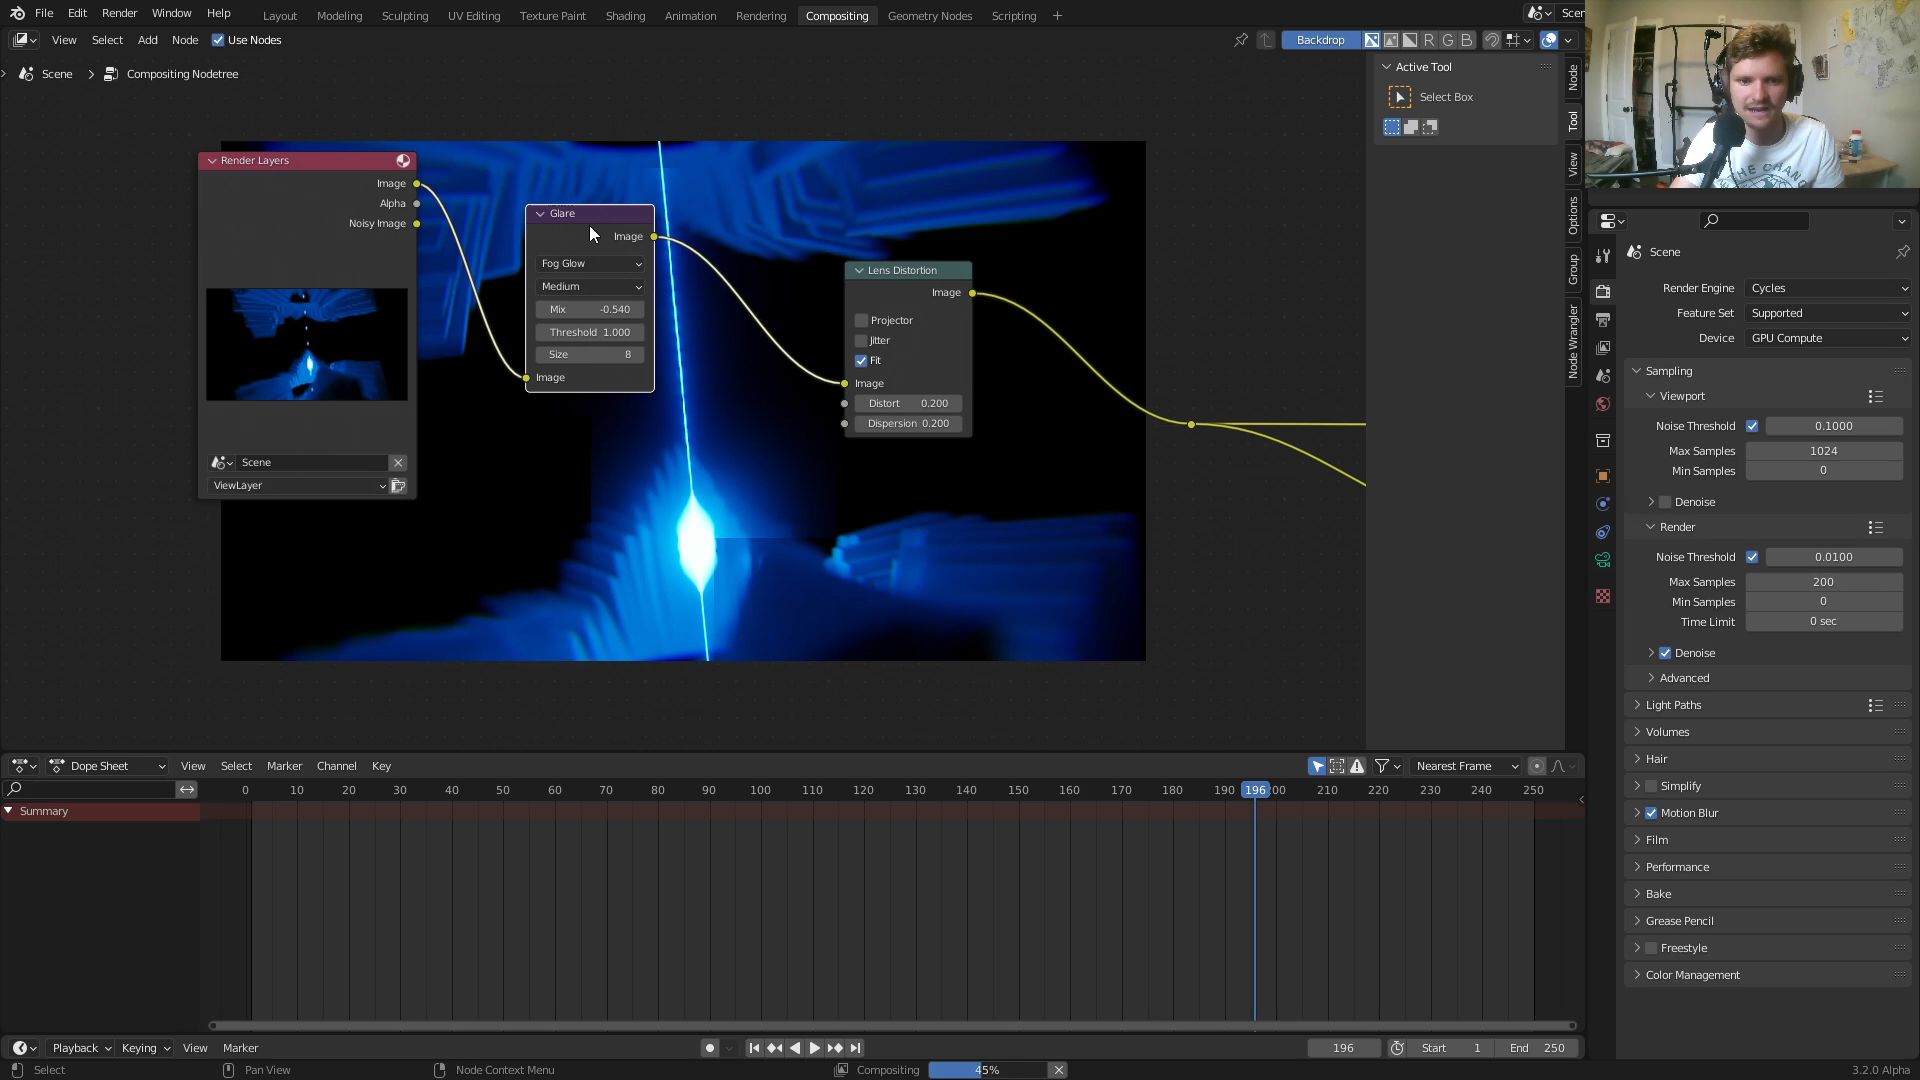 File Edit Render Window Help
Layout Modeling Sculpting UV Editing Texture Paint Shading Animation Rendering Compositing Geometry Nodes Scripting +
Scer
View Select Add Node Use Nodes
Backdrop R G B
Scene Compositing Nodetree
Active Tool
Select Box
Node
Tool
View
Options
Group
Node Wrangler
Render Layers
Image
Alpha
Noisy Image
Scene
ViewLayer
Glare
Image
Fog Glow
Medium
Mix -0.540
Threshold 1.000
Size 8
Image
Lens Distortion
Image
Projector
Jitter
Fit
Image
Distort 0.200
Dispersion 0.200
THE CHANG
Scene
Render Engine Cycles
Feature Set Supported
Device GPU Compute
Sampling
Viewport
Noise Threshold 0.1000
Max Samples 1024
Min Samples 0
Denoise
Render
Noise Threshold 0.0100
Max Samples 200
Min Samples 0
Time Limit 0 sec
Denoise
Advanced
Light Paths
Volumes
Hair
Simplify
Motion Blur
Film
Performance
Bake
Grease Pencil
Freestyle
Color Management
Dope Sheet View Select Marker Channel Key
Nearest Frame
0 10 20 30 40 50 60 70 80 90 100 110 120 130 140 150 160 170 180 190 196 200 210 220 230 240 250
Summary
Playback Keying View Marker
196 Start 1 End 250
Select Pan View Node Context Menu Compositing 45% 3.2.0 Alpha